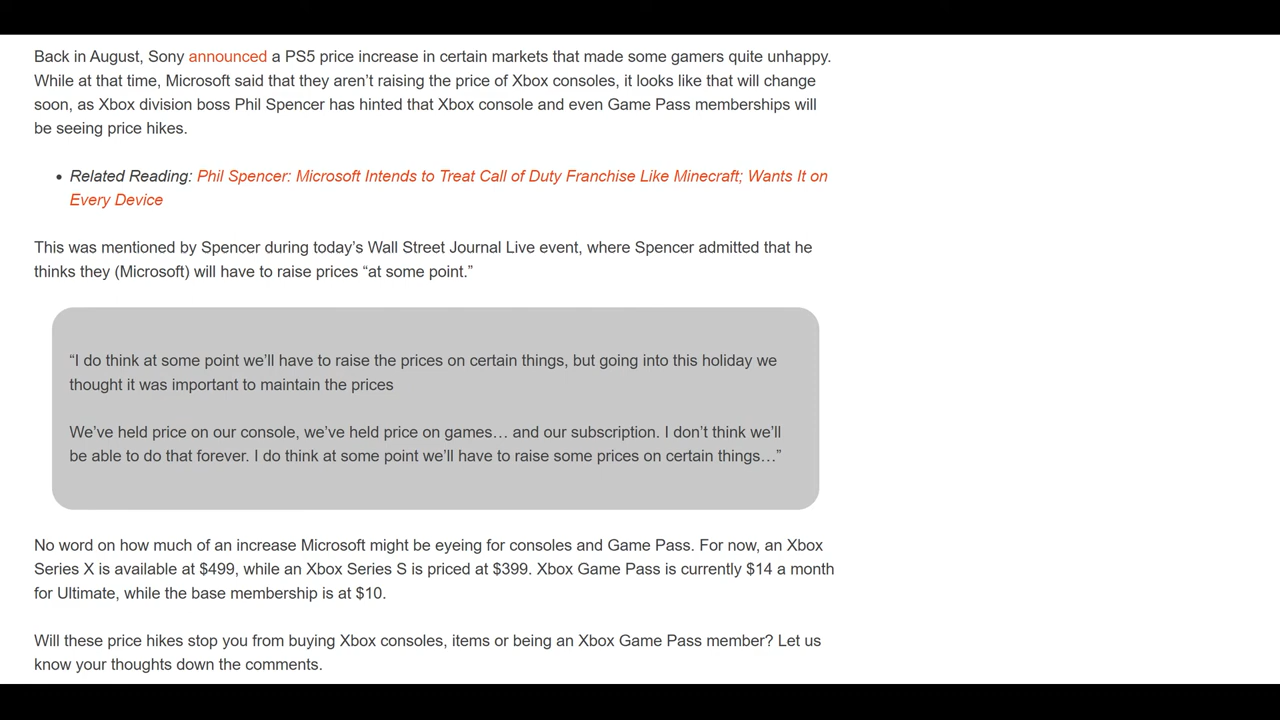 Back in August, Sony announced a PS5 price increase in certain markets that made some gamers quite unhappy.
While at that time, Microsoft said that they aren’t raising the price of Xbox consoles, it looks like that will change
soon, as Xbox division boss Phil Spencer has hinted that Xbox console and even Game Pass memberships will
be seeing price hikes.
• Related Reading: Phil Spencer: Microsoft Intends to Treat Call of Duty Franchise Like Minecraft; Wants It on
Every Device
This was mentioned by Spencer during today’s Wall Street Journal Live event, where Spencer admitted that he
thinks they (Microsoft) will have to raise prices “at some point.”
“I do think at some point we’ll have to raise the prices on certain things, but going into this holiday we
thought it was important to maintain the prices
We’ve held price on our console, we’ve held price on games… and our subscription. I don’t think we’ll
be able to do that forever. I do think at some point we’ll have to raise some prices on certain things…”
No word on how much of an increase Microsoft might be eyeing for consoles and Game Pass. For now, an Xbox
Series X is available at $499, while an Xbox Series S is priced at $399. Xbox Game Pass is currently $14 a month
for Ultimate, while the base membership is at $10.
Will these price hikes stop you from buying Xbox consoles, items or being an Xbox Game Pass member? Let us
know your thoughts down the comments.